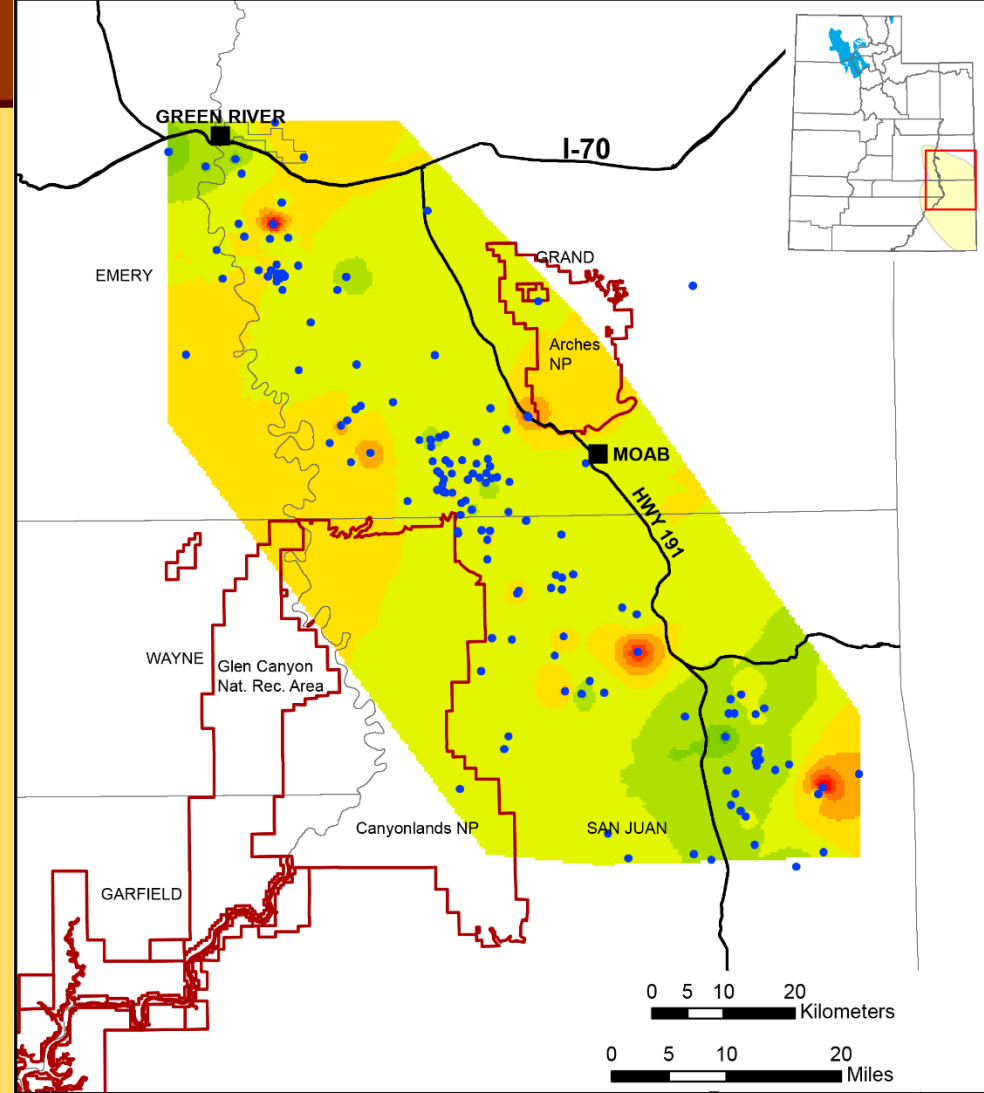 GREEN RIVER
I-70
EMERY
GRAND
Arches
NP
MOAB
HWY 191
WAYNE
Glen Canyon
Nat. Rec. Area
Canyonlands NP
SAN JUAN
GARFIELD
0 5 10 20
Kilometers
0 5 10 20
Miles